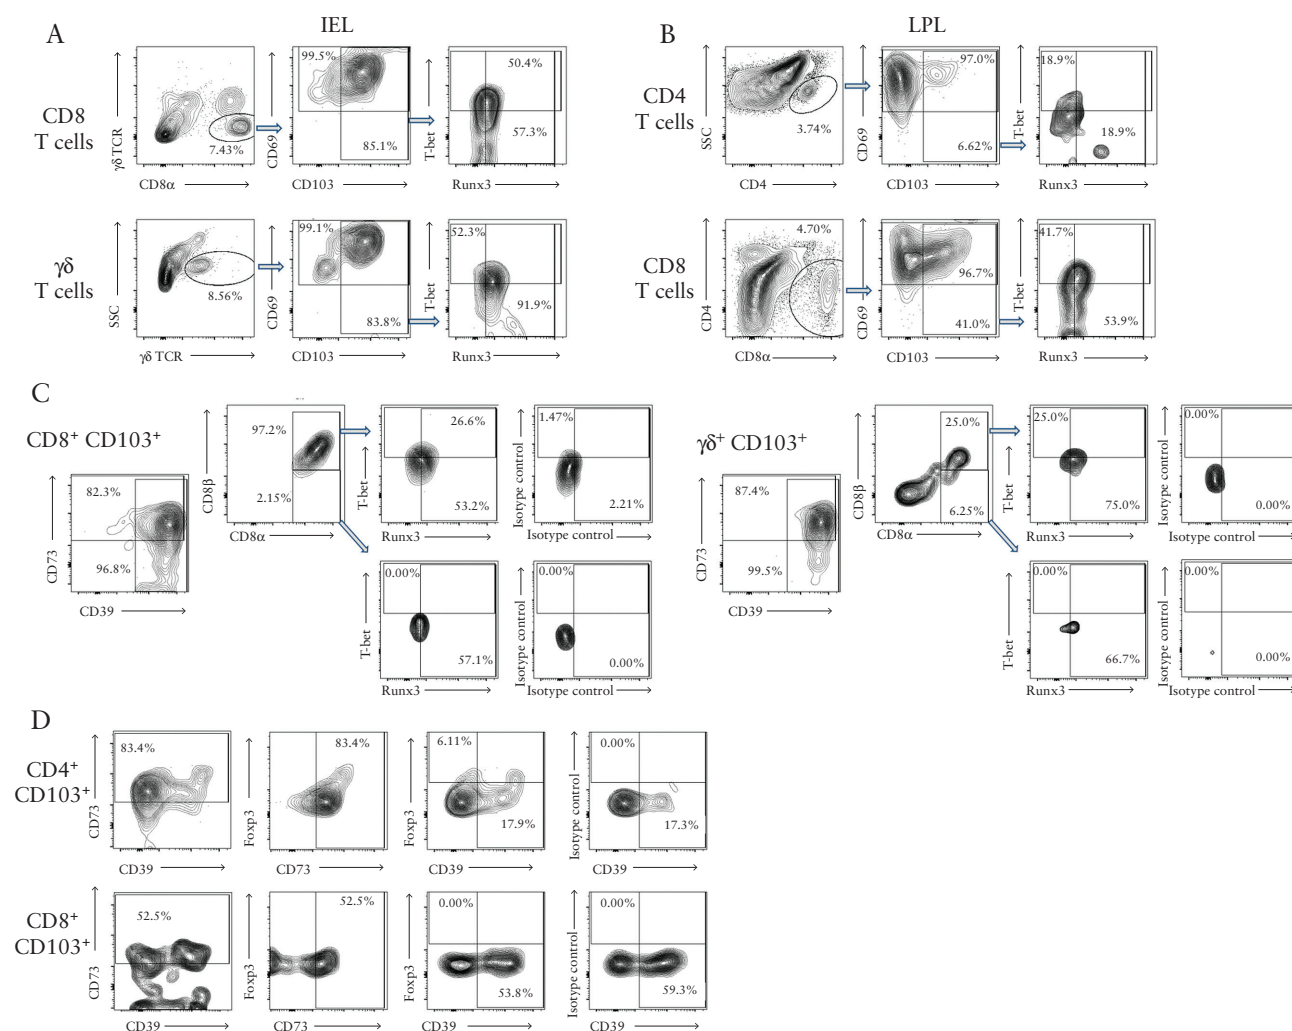 A
IEL
CD8
T cells
γδ TCR
7.43%
CD8α
99.5%
CD69
85.1%
CD103
50.4%
T-bet
57.3%
Runx3
γδ
T cells
SSC
8.56%
γδ TCR
99.1%
CD69
83.8%
CD103
52.3%
T-bet
91.9%
Runx3
B
LPL
CD4
T cells
SSC
3.74%
CD4
97.0%
CD69
6.62%
CD103
18.9%
T-bet
18.9%
Runx3
CD8
T cells
4.70%
CD4
CD8α
96.7%
CD69
41.0%
CD103
41.7%
T-bet
53.9%
Runx3
C
CD8+ CD103+
82.3%
CD73
96.8%
CD39
97.2%
CD8β
2.15%
CD8α
26.6%
T-bet
53.2%
Runx3
1.47%
Isotype control
2.21%
Isotype control
0.00%
T-bet
57.1%
Runx3
Isotype control
0.00%
0.00%
Isotype control
γδ+ CD103+
87.4%
CD73
99.5%
CD39
25.0%
CD8β
6.25%
CD8α
25.0%
T-bet
75.0%
Runx3
0.00%
Isotype control
0.00%
Isotype control
0.00%
T-bet
66.7%
Runx3
0.00%
Isotype control
0.00%
Isotype control
D
CD4+
CD103+
83.4%
CD73
CD39
83.4%
Foxp3
CD73
6.11%
Foxp3
17.9%
CD39
0.00%
Isotype control
17.3%
CD39
CD8+
CD103+
52.5%
CD73
CD39
52.5%
Foxp3
CD73
0.00%
Foxp3
53.8%
CD39
0.00%
Isotype control
59.3%
CD39